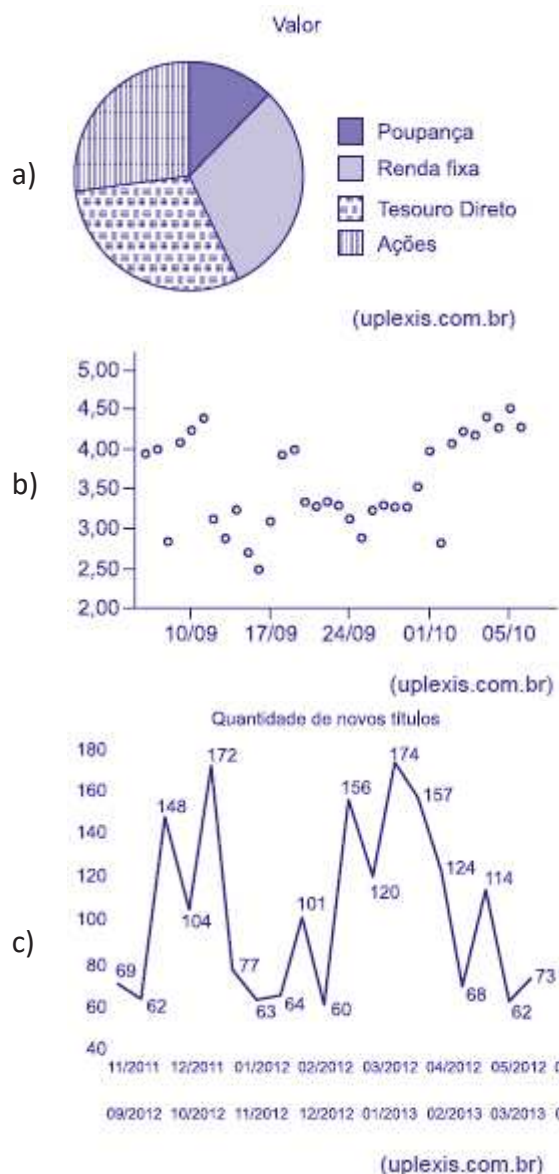 Valor
a)
Poupança
Renda fixa
Tesouro Direto
Ações
(uplexis.com.br)
b)
5,00
4,50
4,00
3,50
3,00
2,50
2,00
10/09 17/09 24/09 01/10 05/10
(uplexis.com.br)
Quantidade de novos títulos
c)
180
160
140
120
100
80
60
40
69
62
148
104
172
77
63
64
101
60
156
120
174
157
124
68
114
62
73
11/2011 12/2011 01/2012 02/2012 03/2012 04/2012 05/2012 0
09/2012 10/2012 11/2012 12/2012 01/2013 02/2013 03/2013 0
(uplexis.com.br)